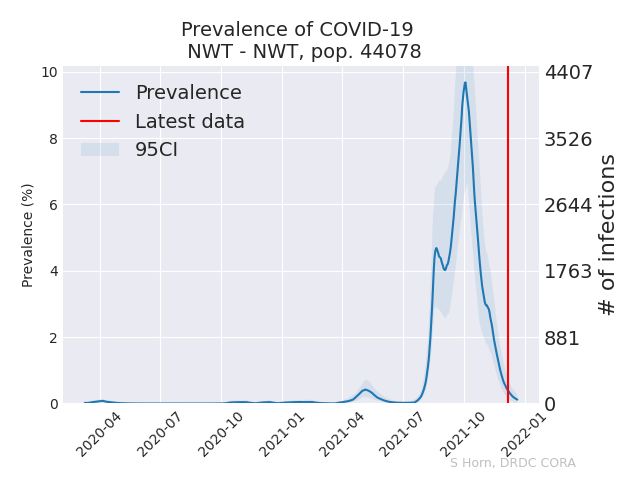 Prevalence of COVID-19
NWT - NWT, pop. 44078
Prevalence
Latest data
95CI
Prevalence (%)
10
8
6
4
2
0
4407
3526
2644
1763
881
0
# of infections
2020-04
2020-07
2020-10
2021-01
2021-04
2021-07
2021-10
2022-01
S Horn, DRDC CORA